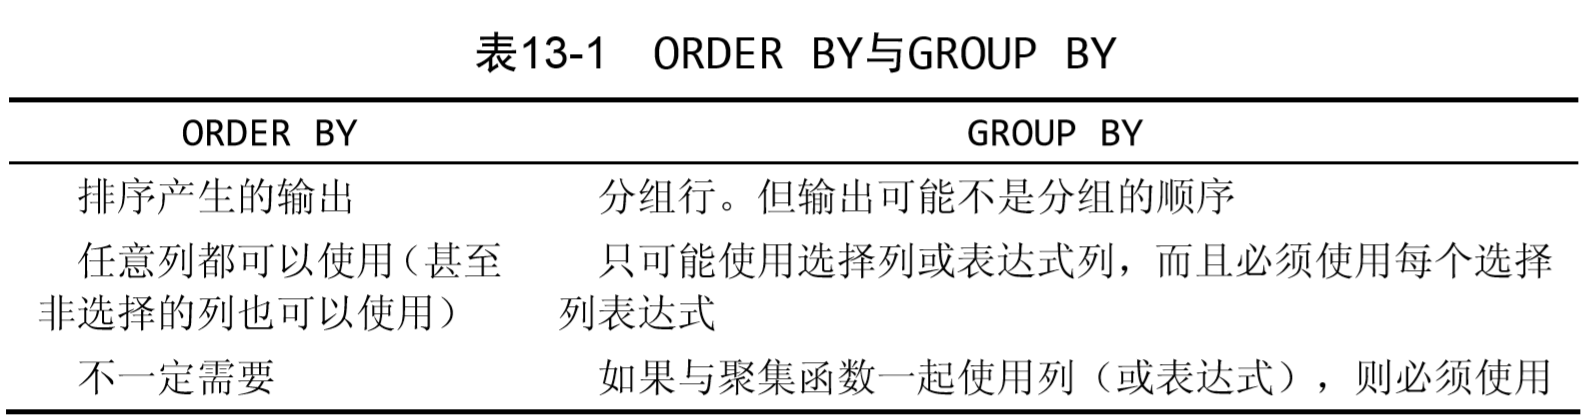 表13-1 ORDER BY与GROUP BY
ORDER BY GROUP BY
排序产生的输出 分组行。但输出可能不是分组的顺序
任意列都可以使用（甚至 只可能使用选择列或表达式列，而且必须使用每个选择
非选择的列也可以使用） 列表达式
不一定需要 如果与聚集函数一起使用列（或表达式），则必须使用